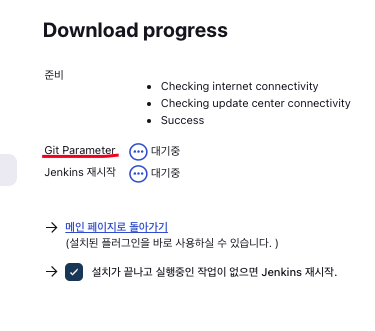 Download progress
준비
Checking internet connectivity
Checking update center connectivity
Success
Git Parameter 대기중
Jenkins 재시작 대기중
메인 페이지로 돌아가기
(설치된 플러그인을 바로 사용하실 수 있습니다. )
설치가 끝나고 실행중인 작업이 없으면 Jenkins 재시작.